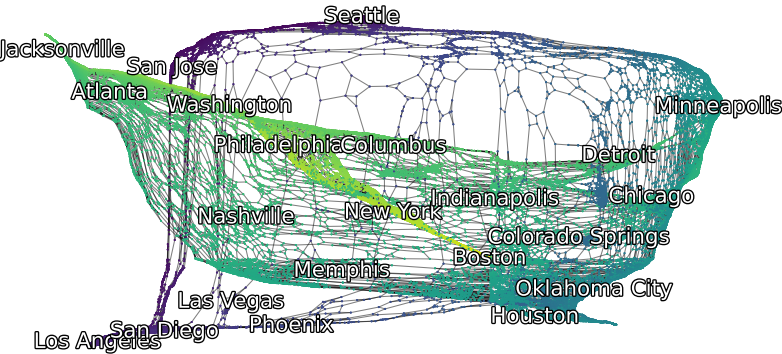 Seattle
Jacksonville
San Jose
Atlanta
Washington
Minneapolis
Philadelphia
Columbus
Detroit
Indianapolis
Chicago
New York
Nashville
Colorado Springs
Boston
Memphis
Oklahoma City
Las Vegas
Houston
Phoenix
San Diego
Los Angeles